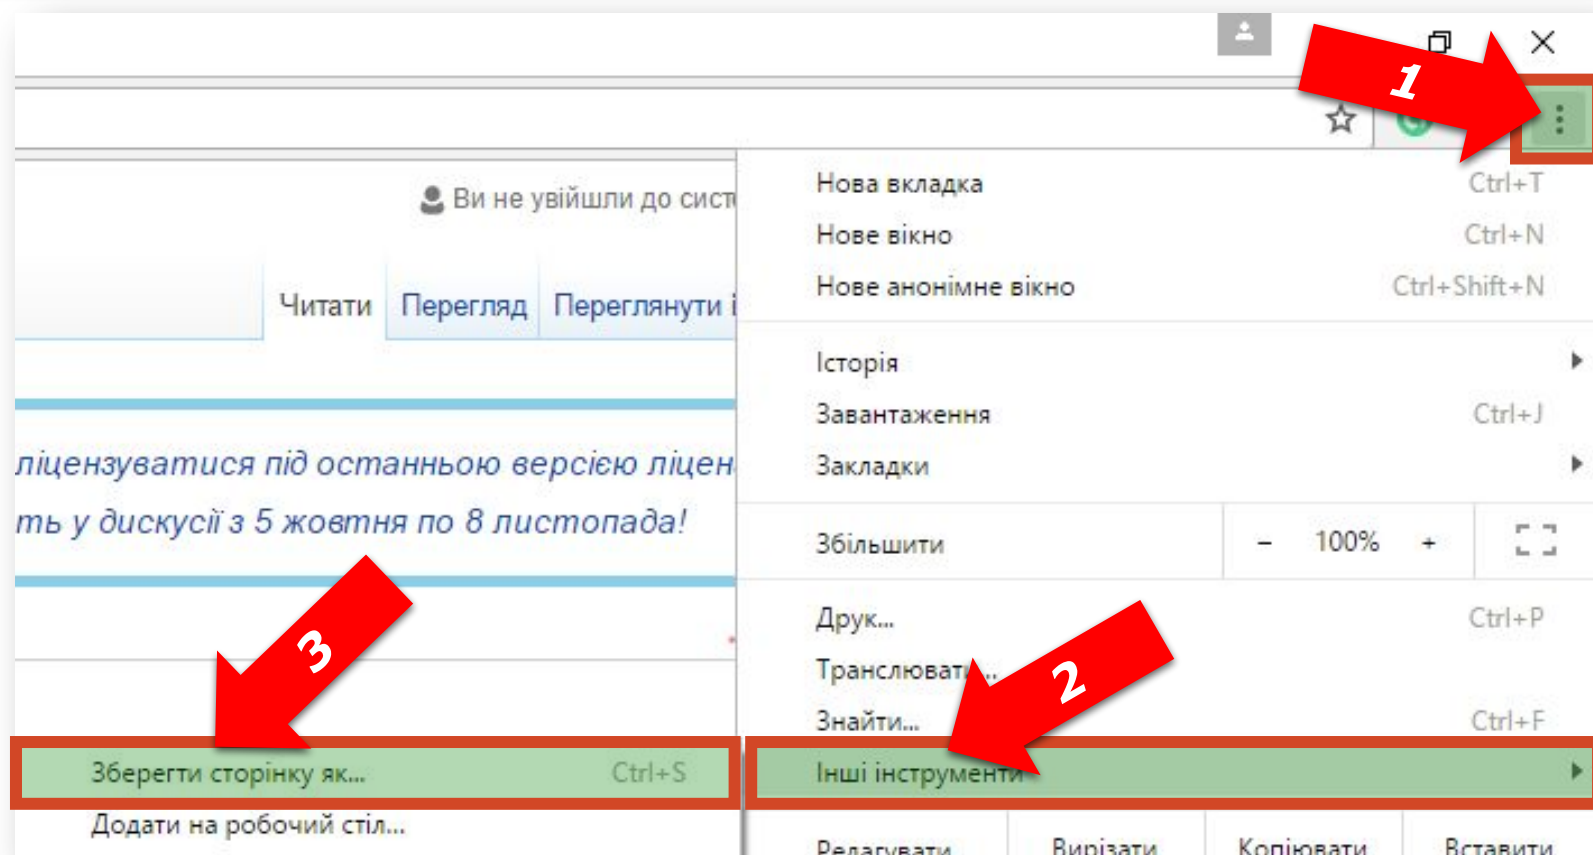 1
Ви не увійшли до сист
Читати Перегляд Переглянути і
ліцензуватися під останньою версією ліцен
ть у дискусії з 5 жовтня по 8 листопада!
Нова вкладка Ctrl+T
Нове вікно Ctrl+N
Нове анонімне вікно Ctrl+Shift+N
Історія
Завантаження Ctrl+J
Закладки
Збільшити − 100% +
Друк... Ctrl+P
Транслювати...
Знайти... Ctrl+F
2
Інші інструменти
3
Зберегти сторінку як... Ctrl+S
Додати на робочий стіл...
Редагувати Вирізати Копіювати Вставити